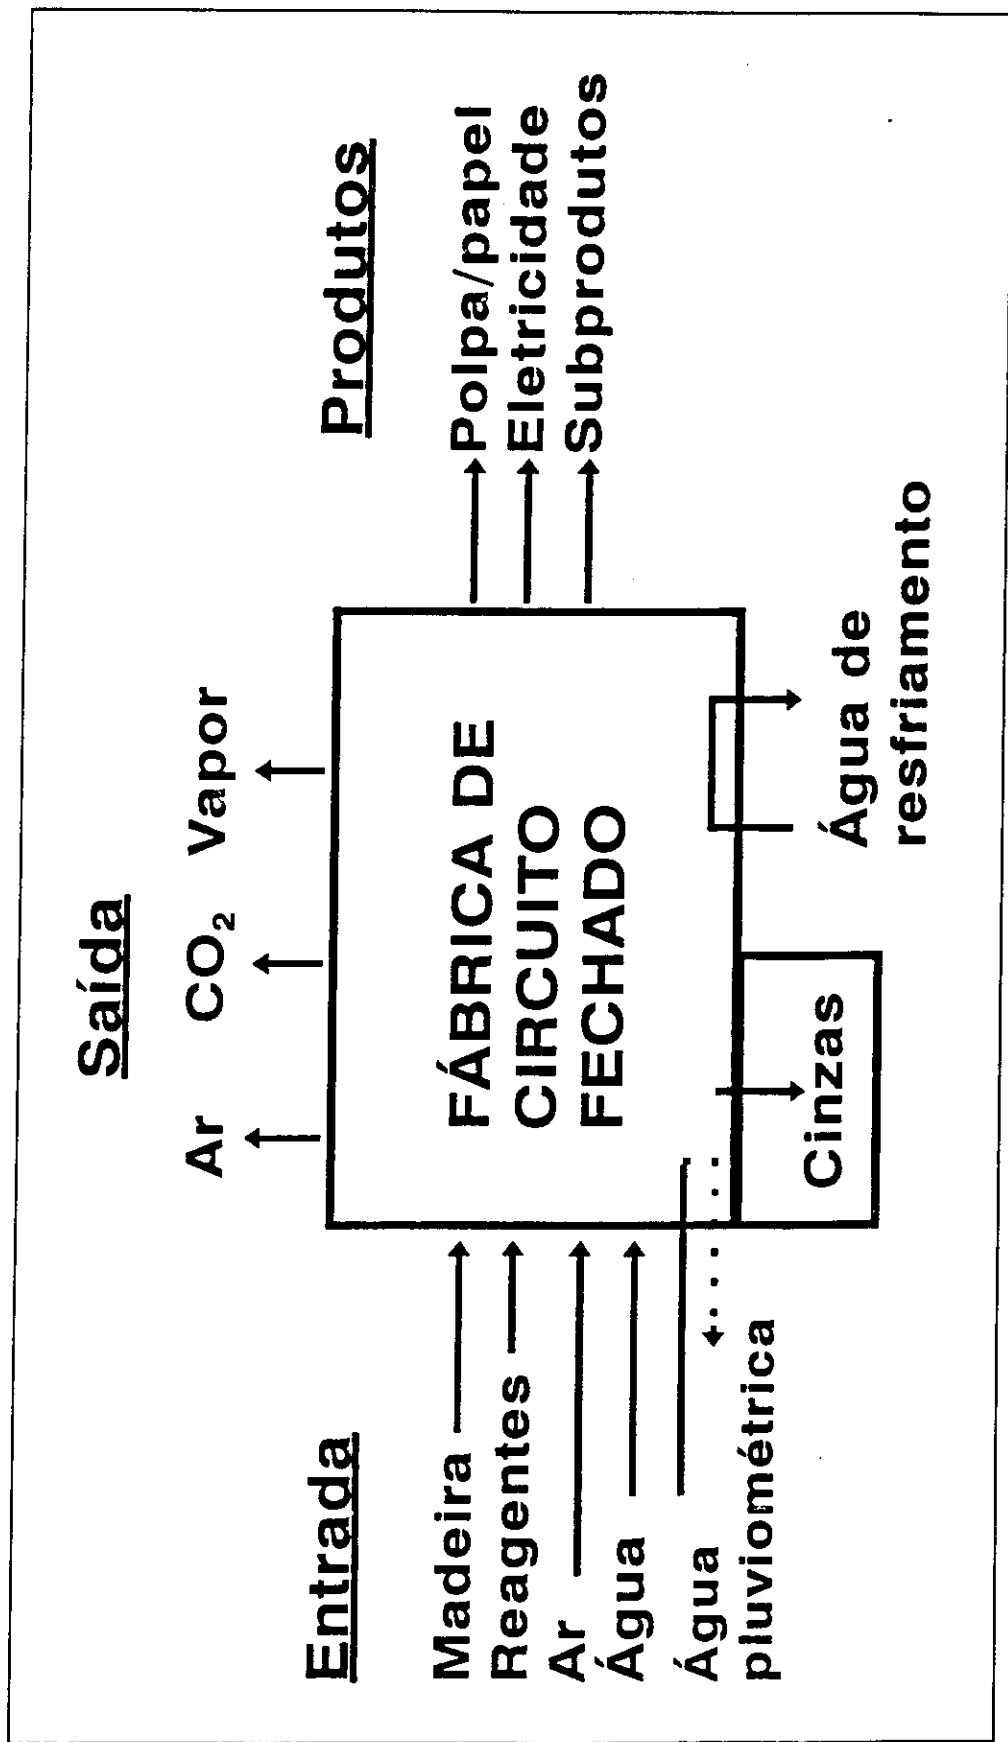 Saída
Ar CO₂ Vapor
Entrada
Produtos
Madeira
Reagentes
Ar
Água
Água
pluviométrica
FÁBRICA DE
CIRCUITO
FECHADO
Polpa/papel
Eletricidade
Subprodutos
Cinzas
Água de
resfriamento